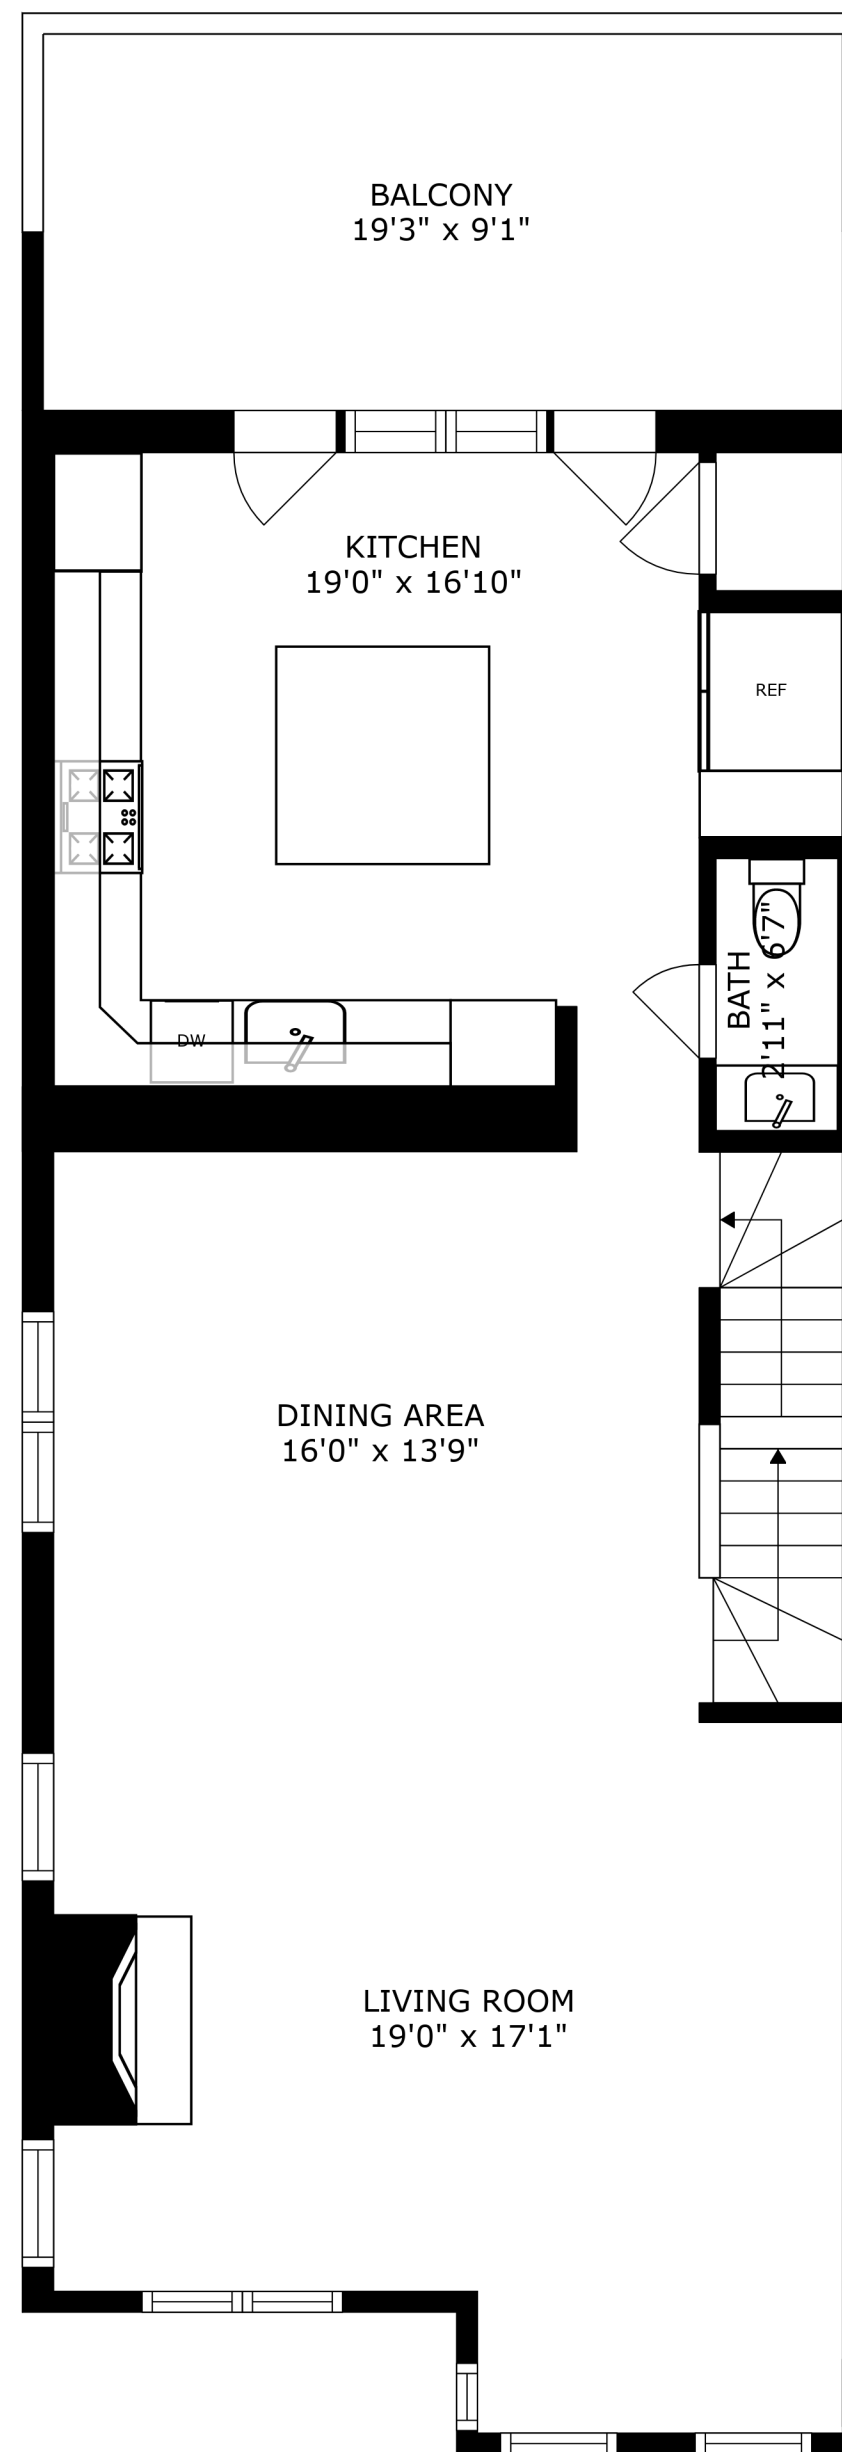 BALCONY
19'3" x 9'1"
KITCHEN
19'0" x 16'10"
REF
BATH
2'11" x 6'7"
DW
DINING AREA
16'0" x 13'9"
LIVING ROOM
19'0" x 17'1"